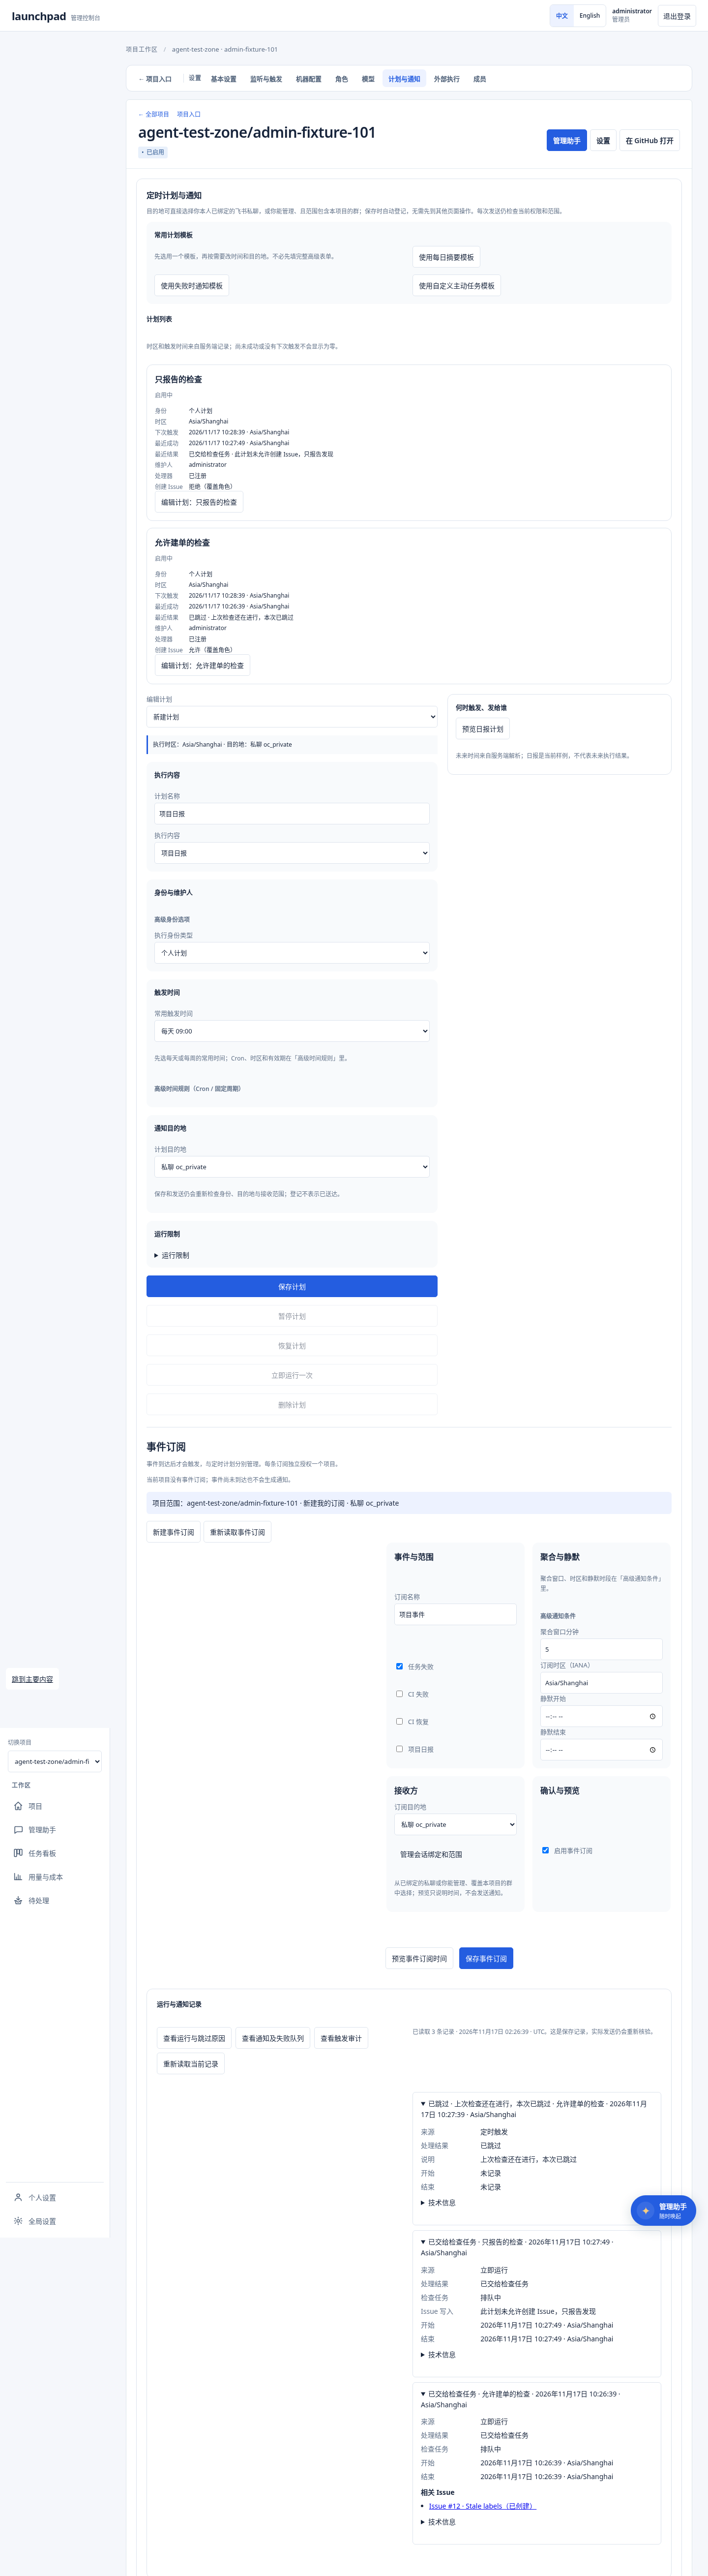 launchpad 管理控制台
中文 English administrator 管理员 退出登录
项目工作区 / agent-test-zone · admin-fixture-101
← 项目入口 设置 基本设置 监听与触发 机器配置 角色 模型 计划与通知 外部执行 成员
← 全部项目 项目入口
agent-test-zone/admin-fixture-101
已启用
管理助手 设置 在 GitHub 打开
定时计划与通知
目的地可直接选择你本人已绑定的飞书私聊，或你能管理、且范围包含本项目的群；保存时自动登记，无需先到其他页面操作。每次发送仍检查当前权限和范围。
常用计划模板
先选用一个模板，再按需要改时间和目的地。不必先填完整高级表单。
使用每日摘要模板
使用失败时通知模板
使用自定义主动任务模板
计划列表
时区和触发时间来自服务端记录；尚未成功或没有下次触发不会显示为零。
只报告的检查
启用中
身份 个人计划
时区 Asia/Shanghai
下次触发 2026/11/17 10:28:39 · Asia/Shanghai
最近成功 2026/11/17 10:27:49 · Asia/Shanghai
最近结果 已交给检查任务 · 此计划未允许创建 Issue，只报告发现
维护人 administrator
处理器 已注册
创建 Issue 拒绝（覆盖角色）
编辑计划：只报告的检查
允许建单的检查
启用中
身份 个人计划
时区 Asia/Shanghai
下次触发 2026/11/17 10:28:39 · Asia/Shanghai
最近成功 2026/11/17 10:26:39 · Asia/Shanghai
最近结果 已跳过 · 上次检查还在进行，本次已跳过
维护人 administrator
处理器 已注册
创建 Issue 允许（覆盖角色）
编辑计划：允许建单的检查
编辑计划
新建计划
执行时区：Asia/Shanghai · 目的地：私聊 oc_private
执行内容
计划名称
项目日报
执行内容
项目日报
身份与维护人
高级身份选项
执行身份类型
个人计划
触发时间
常用触发时间
每天 09:00
先选每天或每周的常用时间；Cron、时区和有效期在「高级时间规则」里。
高级时间规则（Cron / 固定周期）
通知目的地
计划目的地
私聊 oc_private
保存和发送仍会重新检查身份、目的地与接收范围；登记不表示已送达。
运行限制
▶ 运行限制
保存计划
暂停计划
恢复计划
立即运行一次
删除计划
何时触发、发给谁
预览日报计划
未来时间来自服务端解析；日报是当前样例，不代表未来执行结果。
事件订阅
事件到达后才会触发，与定时计划分别管理。每条订阅独立授权一个项目。
当前项目没有事件订阅；事件尚未到达也不会生成通知。
项目范围：agent-test-zone/admin-fixture-101 · 新建我的订阅 · 私聊 oc_private
新建事件订阅 重新读取事件订阅
事件与范围
订阅名称
项目事件
任务失败
CI 失败
CI 恢复
项目日报
聚合与静默
聚合窗口、时区和静默时段在「高级通知条件」
里。
高级通知条件
聚合窗口分钟
5
订阅时区（IANA）
Asia/Shanghai
静默开始
--:-- --
静默结束
--:-- --
接收方
订阅目的地
私聊 oc_private
管理会话绑定和范围
从已绑定的私聊或你能管理、覆盖本项目的群
中选择；预览只说明时间，不会发送通知。
确认与预览
启用事件订阅
预览事件订阅时间 保存事件订阅
跳到主要内容
切换项目
agent-test-zone/admin-fi
工作区
项目
管理助手
任务看板
用量与成本
待处理
个人设置
全局设置
运行与通知记录
查看运行与跳过原因 查看通知及失败队列 查看触发审计
重新读取当前记录
已读取 3 条记录 · 2026年11月17日 02:26:39 · UTC。这是保存记录，实际发送仍会重新核验。
▼ 已跳过 · 上次检查还在进行，本次已跳过 · 允许建单的检查 · 2026年11月
17日 10:27:39 · Asia/Shanghai
来源 定时触发
处理结果 已跳过
说明 上次检查还在进行，本次已跳过
开始 未记录
结束 未记录
▶ 技术信息
管理助手
随时唤起
▼ 已交给检查任务 · 只报告的检查 · 2026年11月17日 10:27:49 ·
Asia/Shanghai
来源 立即运行
处理结果 已交给检查任务
检查任务 排队中
Issue 写入 此计划未允许创建 Issue，只报告发现
开始 2026年11月17日 10:27:49 · Asia/Shanghai
结束 2026年11月17日 10:27:49 · Asia/Shanghai
▶ 技术信息
▼ 已交给检查任务 · 允许建单的检查 · 2026年11月17日 10:26:39 ·
Asia/Shanghai
来源 立即运行
处理结果 已交给检查任务
检查任务 排队中
开始 2026年11月17日 10:26:39 · Asia/Shanghai
结束 2026年11月17日 10:26:39 · Asia/Shanghai
相关 Issue
• Issue #12 · Stale labels（已创建）
▶ 技术信息